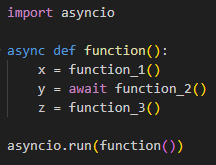 import asyncio

async def function():
    x = function_1()
    y = await function_2()
    z = function_3()

asyncio.run(function())